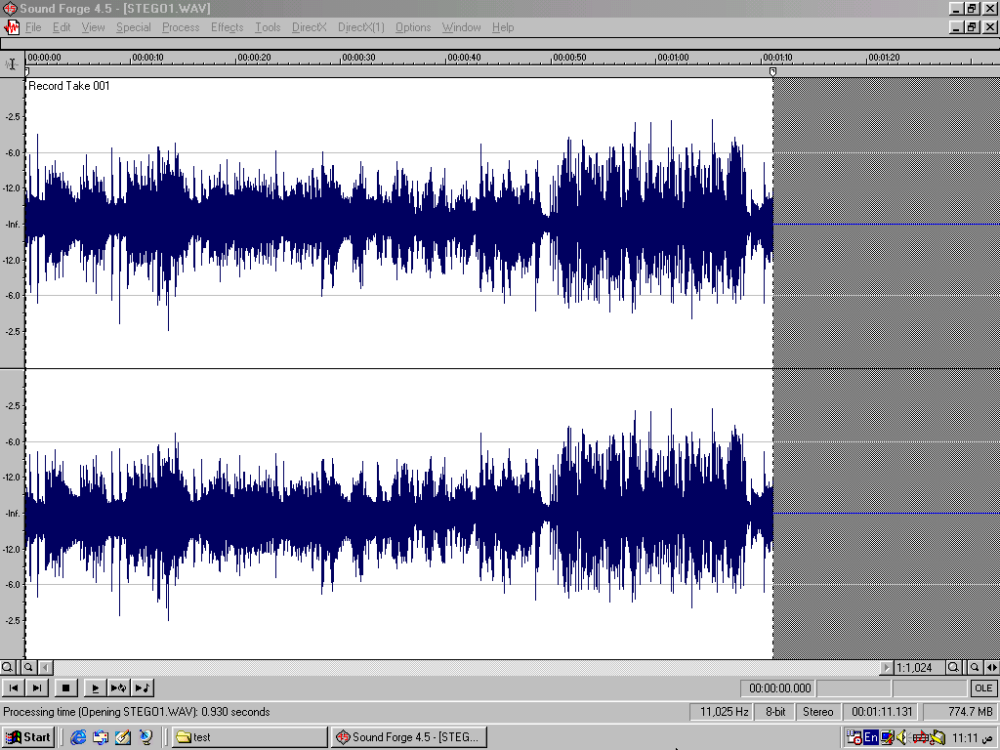 Sound Forge 4.5 - [STEGO1.WAV]
File Edit View Special Process Effects Tools DirectX DirectX(1) Options Window Help
00:00:00 00:00:10 00:00:20 00:00:30 00:00:40 00:00:50 00:01:00 00:01:10 00:01:20
Record Take 001
-2.5
-6.0
-12.0
-Inf.
-12.0
-6.0
-2.5
-2.5
-6.0
-12.0
-Inf.
-12.0
-6.0
-2.5
1:1,024
00:00:00.000 OLE
Processing time (Opening STEGO1.WAV): 0.930 seconds 11,025 Hz 8-bit Stereo 00:01:11.131 774.7 MB
Start test Sound Forge 4.5 - [STEG... En 11:11 ص